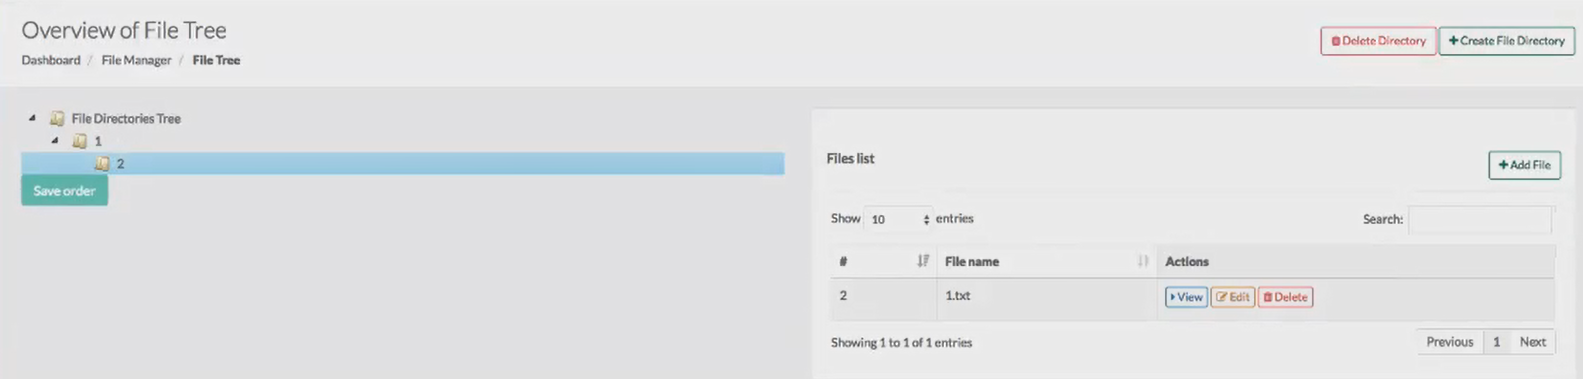 Overview of File Tree
Dashboard / File Manager / File Tree
Delete Directory
+Create File Directory
File Directories Tree
1
2
Save order
Files list
+Add File
Show 10 entries
Search:
# File name Actions
2 1.txt View Edit Delete
Showing 1 to 1 of 1 entries
Previous 1 Next